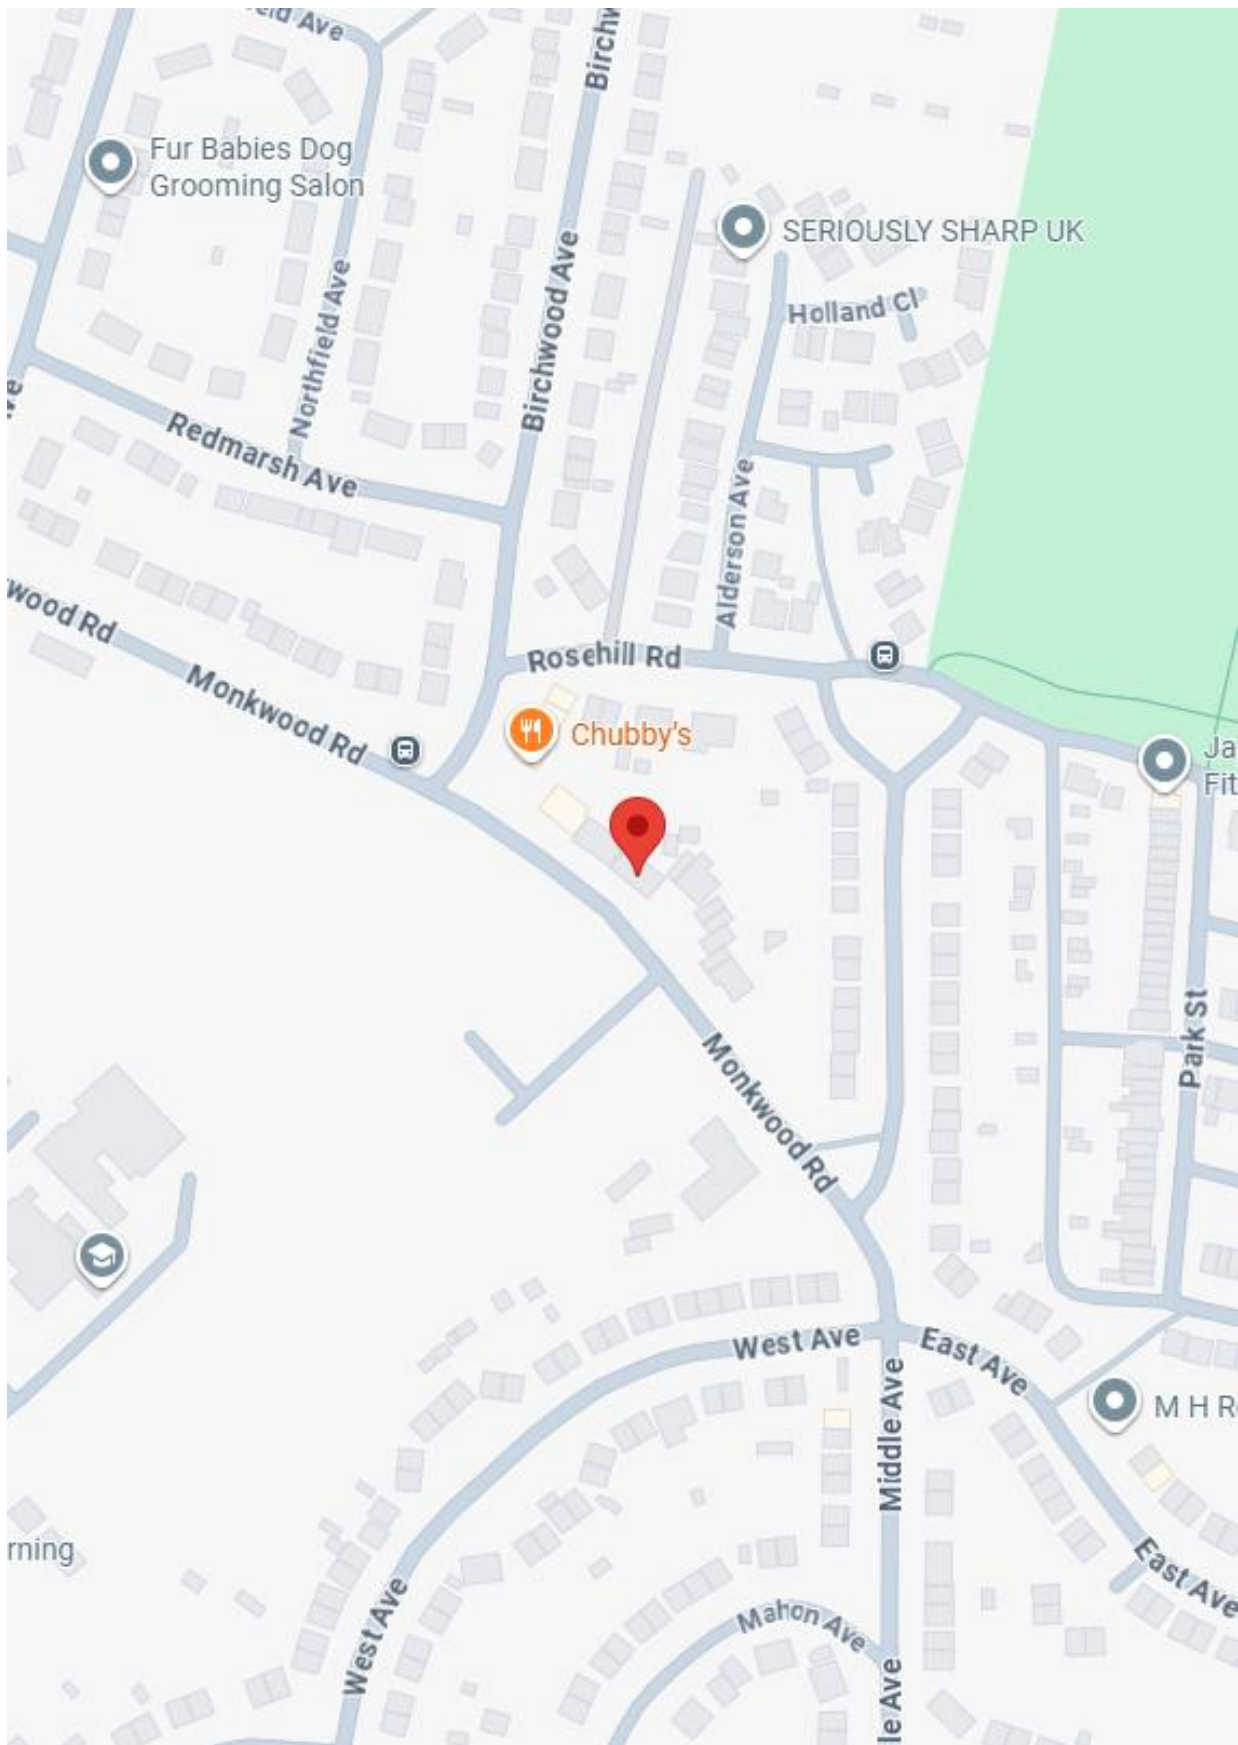 Birchwood Ave
Fur Babies Dog
Grooming Salon
SERIOUSLY SHARP UK
Holland Cl
Northfield Ave
Redmarsh Ave
Alderson Ave
Rosehill Rd
Monkwood Rd
Chubby's
Monkwood Rd
Park St
West Ave
East Ave
Middle Ave
M H R
East Ave
West Ave
Mahon Ave